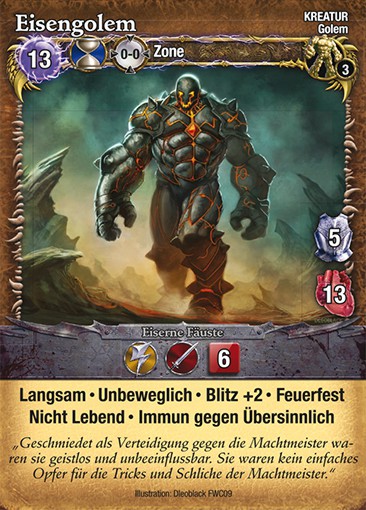 Eisengolem
KREATUR
Golem
13
0-0
Zone
3
5
13
Eiserne Fäuste
6
Langsam • Unbeweglich • Blitz +2 • Feuerfest
Nicht Lebend • Immun gegen Übersinnlich
„Geschmiedet als Verteidigung gegen die Machtmeister wa-
ren sie geistlos und unbeeinflussbar. Sie waren kein einfaches
Opfer für die Tricks und Schliche der Machtmeister.“
Illustration: Dleoblack FWC09